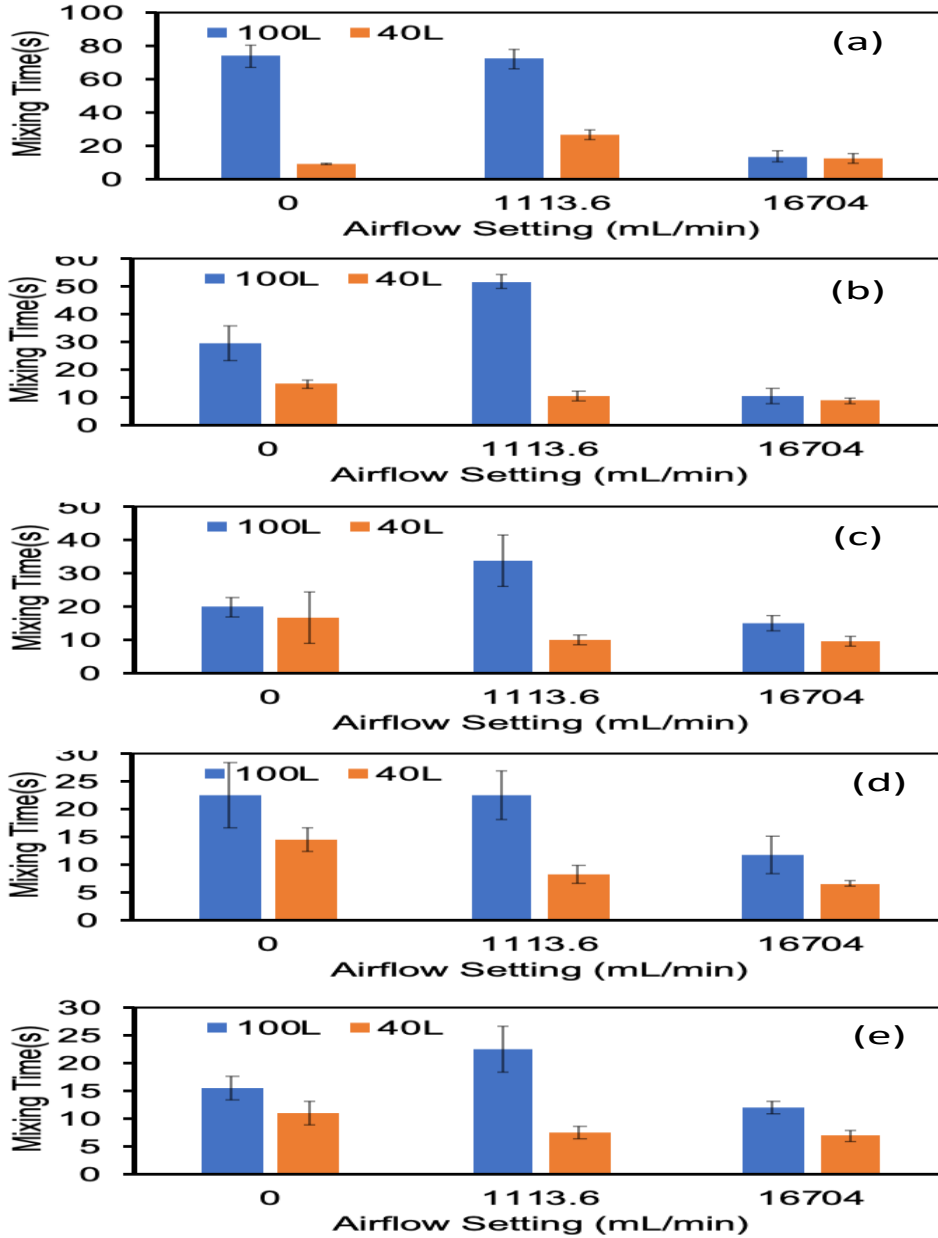 Mixing Time(s)
100
80
60
40
20
0
100L 40L
(a)
0 1113.6 16704
Airflow Setting (mL/min)
Mixing Time(s)
60
50
40
30
20
10
0
100L 40L
(b)
0 1113.6 16704
Airflow Setting (mL/min)
Mixing Time(s)
50
40
30
20
10
0
100L 40L
(c)
0 1113.6 16704
Airflow Setting (mL/min)
Mixing Time(s)
30
25
20
15
10
5
0
100L 40L
(d)
0 1113.6 16704
Airflow Setting (mL/min)
Mixing Time(s)
30
25
20
15
10
5
0
100L 40L
(e)
0 1113.6 16704
Airflow Setting (mL/min)